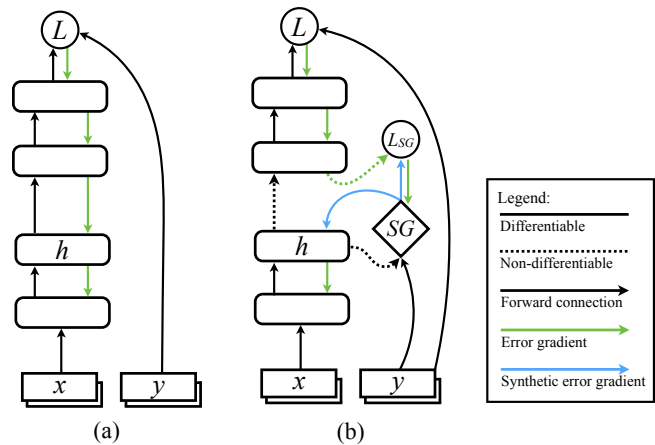 L
h
x
y
(a)
L
L_SG
SG
h
x
y
(b)
Legend:
Differentiable
Non-differentiable
Forward connection
Error gradient
Synthetic error gradient